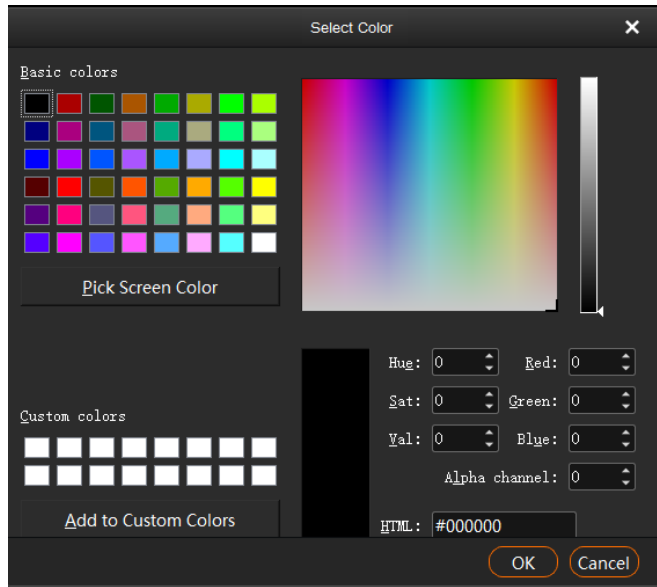 Select Color
Basic colors
Pick Screen Color
Hue: 0 Red: 0
Sat: 0 Green: 0
Val: 0 Blue: 0
Alpha channel: 0
HTML: #000000
Custom colors
Add to Custom Colors
OK Cancel